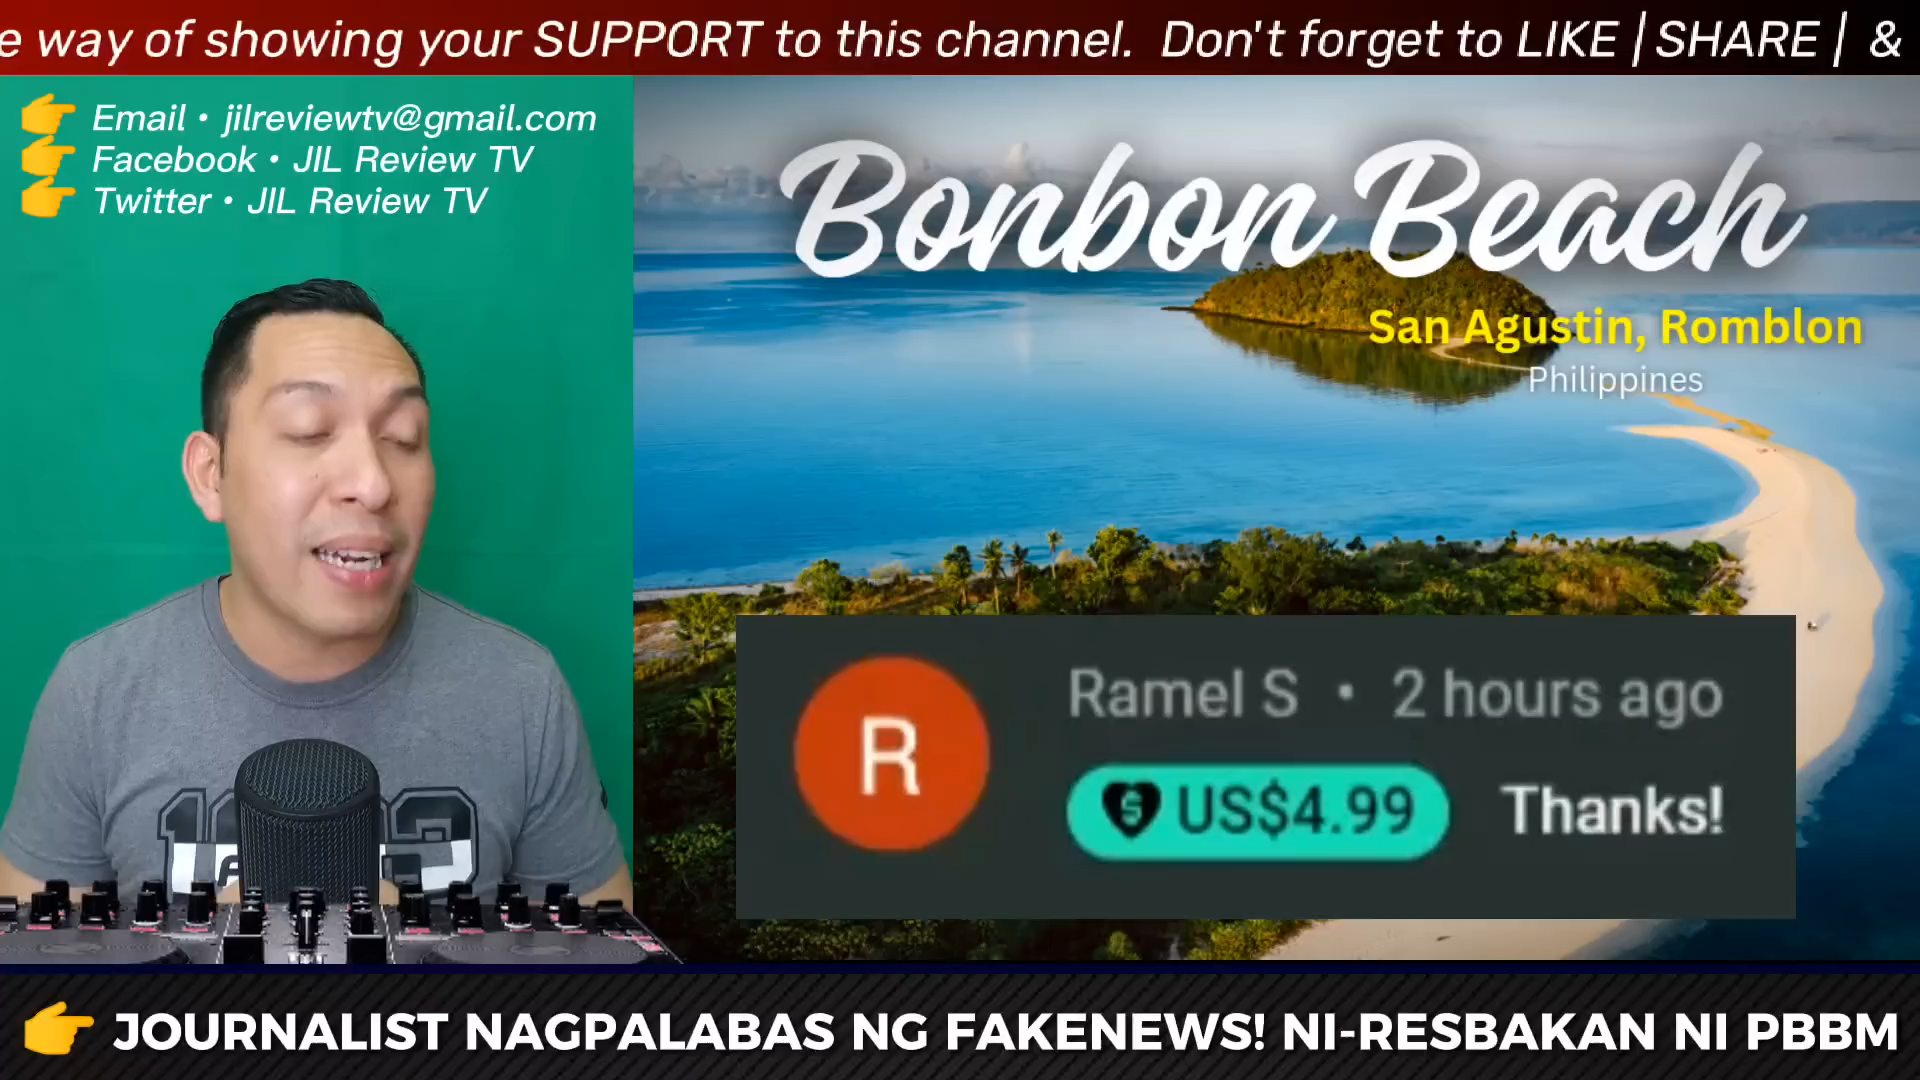 e way of showing your SUPPORT to this channel. Don't forget to LIKE | SHARE | &
👉 Email • jilreviewtv@gmail.com
👉 Facebook • JIL Review TV
👉 Twitter • JIL Review TV
Bonbon Beach
San Agustin, Romblon
Philippines
R
Ramel S • 2 hours ago
US$4.99 Thanks!
👉 JOURNALIST NAGPALABAS NG FAKENEWS! NI-RESBAKAN NI PBBM